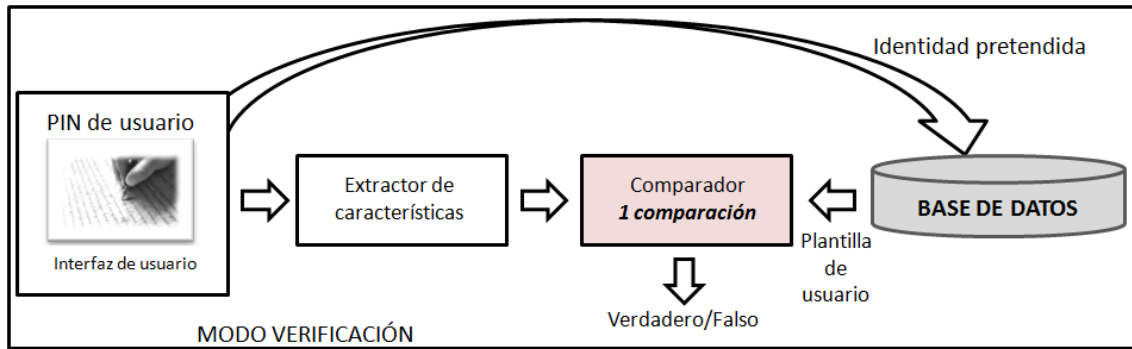 Identidad pretendida
PIN de usuario
Interfaz de usuario
Extractor de
características
Comparador
1 comparación
BASE DE DATOS
Plantilla
de
usuario
Verdadero/Falso
MODO VERIFICACIÓN